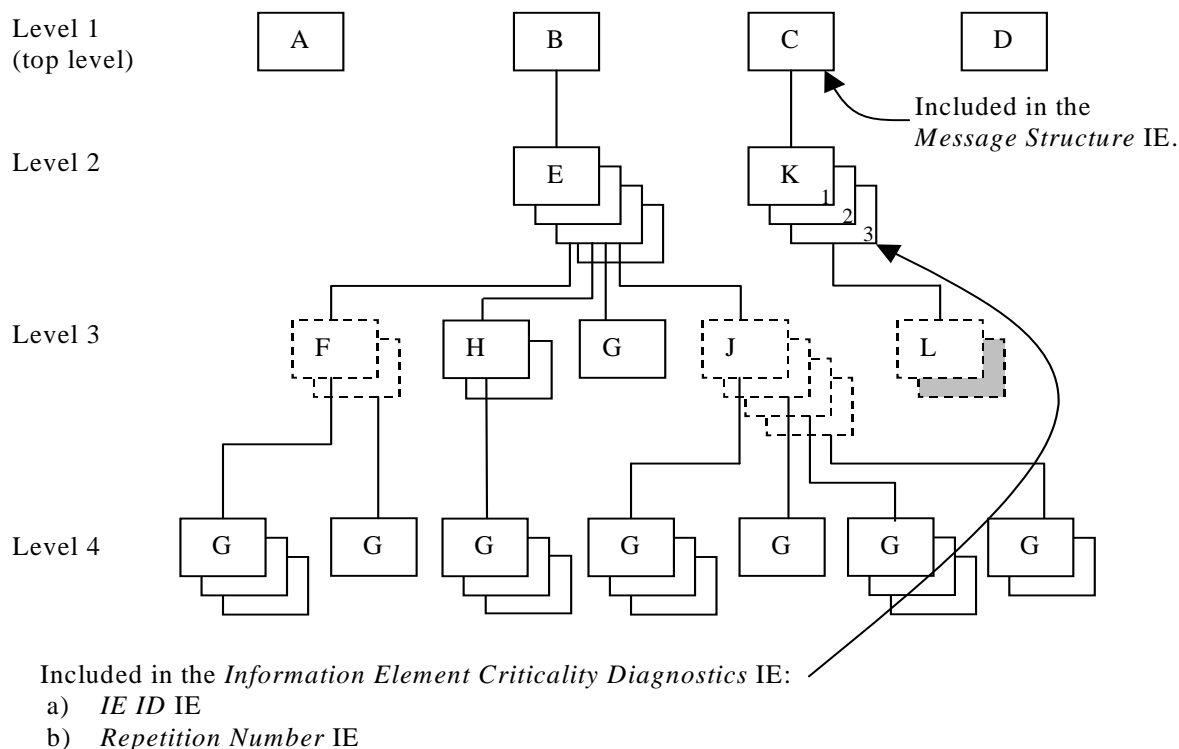 Level 1
(top level)
A
B
C
D
Included in the
Message Structure IE.
Level 2
E
K
1
2
3
Level 3
F
H
G
J
L
Level 4
G
G
G
G
G
G
G
Included in the Information Element Criticality Diagnostics IE:
a) IE ID IE
b) Repetition Number IE